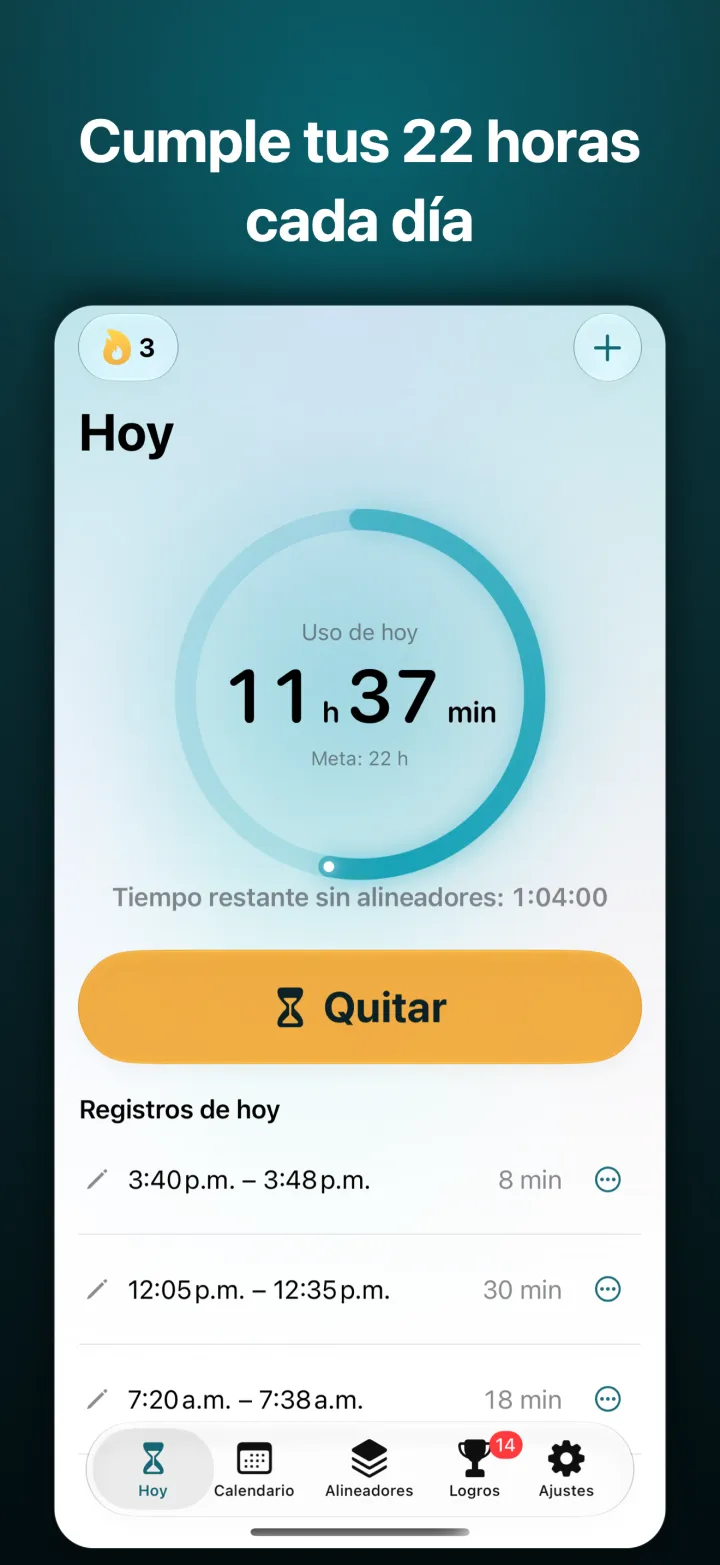 Cumple tus 22 horas
cada día
3
Hoy
Uso de hoy
11 h 37 min
Meta: 22 h
Tiempo restante sin alineadores: 1:04:00
Quitar
Registros de hoy
3:40 p.m. – 3:48 p.m. 8 min
12:05 p.m. – 12:35 p.m. 30 min
7:20 a.m. – 7:38 a.m. 18 min
14
Hoy Calendario Alineadores Logros Ajustes